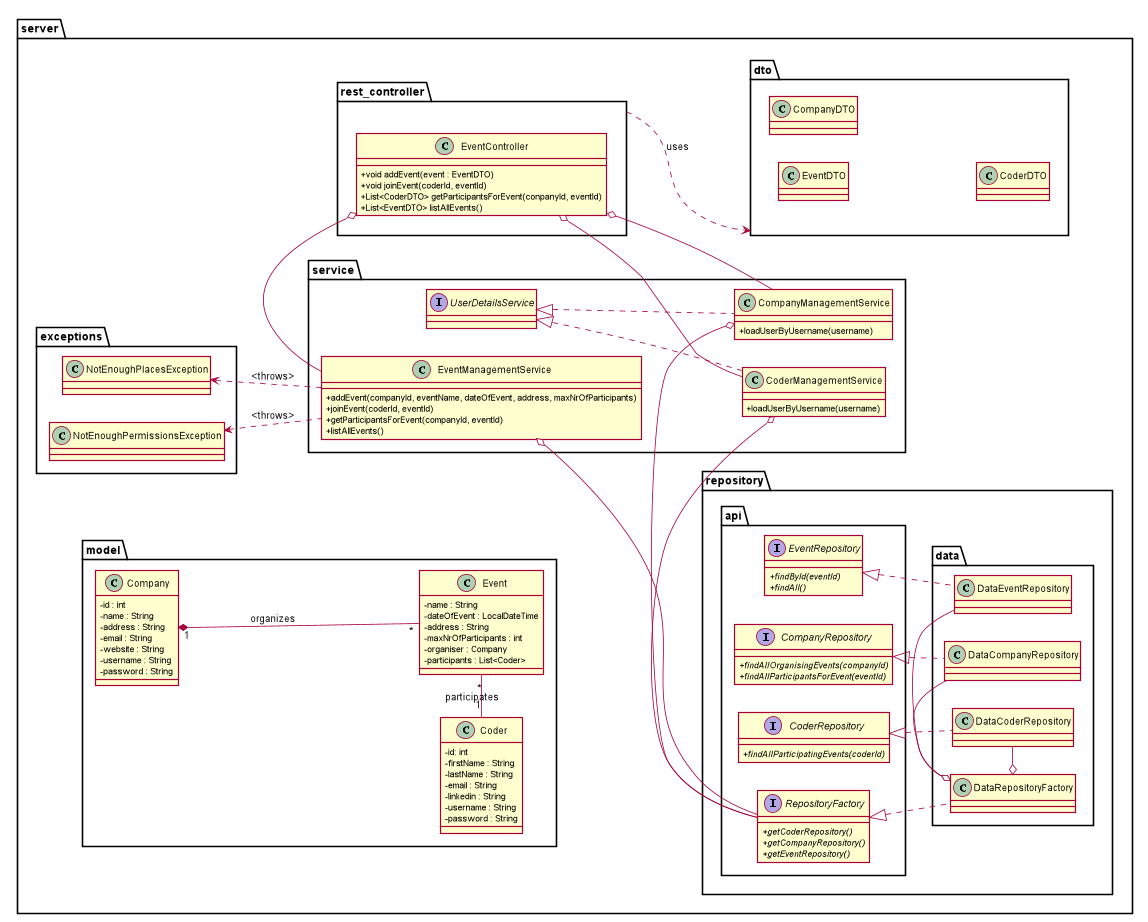 server
rest_controller
C EventController
+void addEvent(event : EventDTO)
+void joinEvent(coderId, eventId)
+List<CoderDTO> getParticipantsForEvent(conpanyId, eventId)
+List<EventDTO> listAllEvents()
dto
C CompanyDTO
C EventDTO
C CoderDTO
uses
service
I UserDetailsService
C CompanyManagementService
+loadUserByUsername(username)
C EventManagementService
+addEvent(companyId, eventName, dateOfEvent, address, maxNrOfParticipants)
+joinEvent(coderId, eventId)
+getParticipantsForEvent(companyId, eventId)
+listAllEvents()
C CoderManagementService
+loadUserByUsername(username)
exceptions
C NotEnoughPlacesException
C NotEnoughPermissionsException
<throws>
<throws>
model
C Company
-id : int
-name : String
-address : String
-email : String
-website : String
-username : String
-password : String
organizes
1
*
C Event
-name : String
-dateOfEvent : LocalDateTime
-address : String
-maxNrOfParticipants : int
-organiser : Company
-participants : List<Coder>
*
participates
1
C Coder
-id: int
-firstName : String
-lastName : String
-email : String
-linkedin : String
-username : String
-password : String
repository
api
I EventRepository
+findById(eventId)
+findAll()
I CompanyRepository
+findAllOrganisingEvents(companyId)
+findAllParticipantsForEvent(eventId)
I CoderRepository
+findAllParticipatingEvents(coderId)
I RepositoryFactory
+getCoderRepository()
+getCompanyRepository()
+getEventRepository()
data
C DataEventRepository
C DataCompanyRepository
C DataCoderRepository
C DataRepositoryFactory